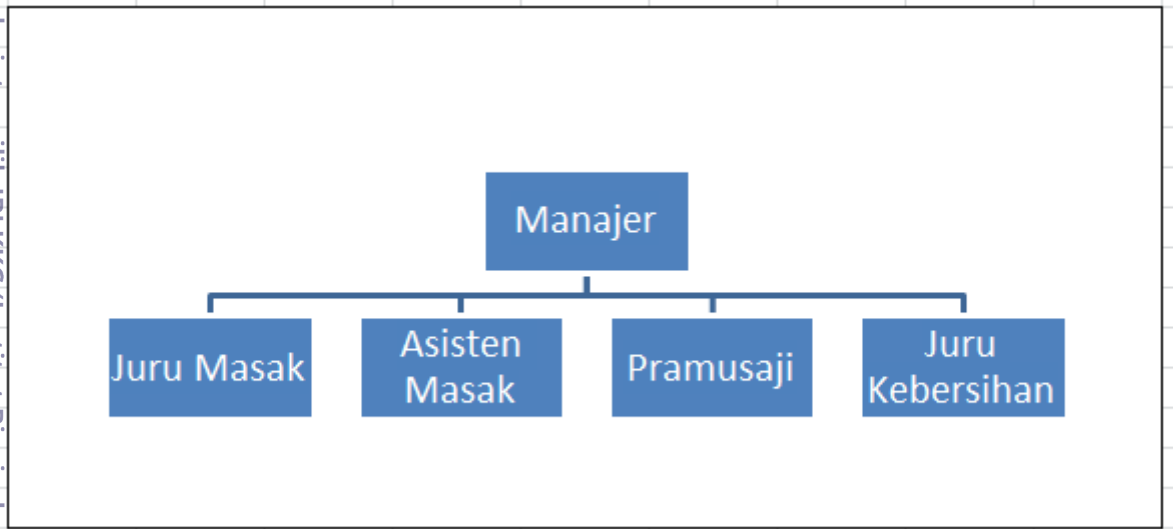 Manajer
Juru Masak
Asisten
Masak
Pramusaji
Juru
Kebersihan